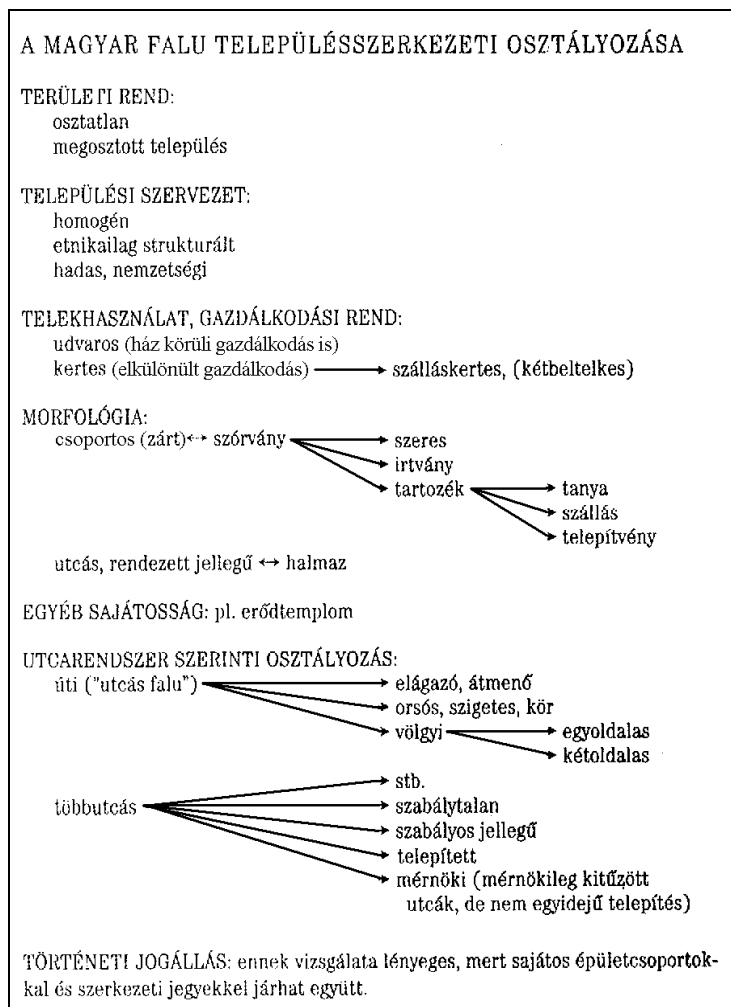 A MAGYAR FALU TELEPÜLÉSSZERKEZETI OSZTÁLYOZÁSA
TERÜLETI REND:
osztatlan
megosztott település
TELEPÜLÉSI SZERVEZET:
homogén
etnikailag strukturált
hadas, nemzetségi
TELEKHASZNÁLAT, GAZDÁLKODÁSI REND:
udvaros (ház körüli gazdálkodás is)
kertes (elkülönült gazdálkodás) → szálláskertes, (kétbeltelkes)
MORFOLÓGIA:
csoportos (zárt) ↔ szórvány → szeres
→ irtvány
→ tartozék → tanya
→ szállás
→ telepítvény
utcás, rendezett jellegű ↔ halmaz
EGYÉB SAJÁTOSSÁG: pl. erődtemplom
UTCARENDSZER SZERINTI OSZTÁLYOZÁS:
úti ("utcás falu") → elágazó, átmenő
→ orsós, szigetes, kör
→ völgyi → egyoldalas
→ kétoldalas
→ stb.
többutcás → szabálytalan
→ szabályos jellegű
→ telepített
→ mérnöki (mérnökileg kitűzött
utcák, de nem egyidejű telepítés)
TÖRTÉNETI JOGÁLLÁS: ennek vizsgálata lényeges, mert sajátos épületcsoportok-
kal és szerkezeti jegyekkel járhat együtt.